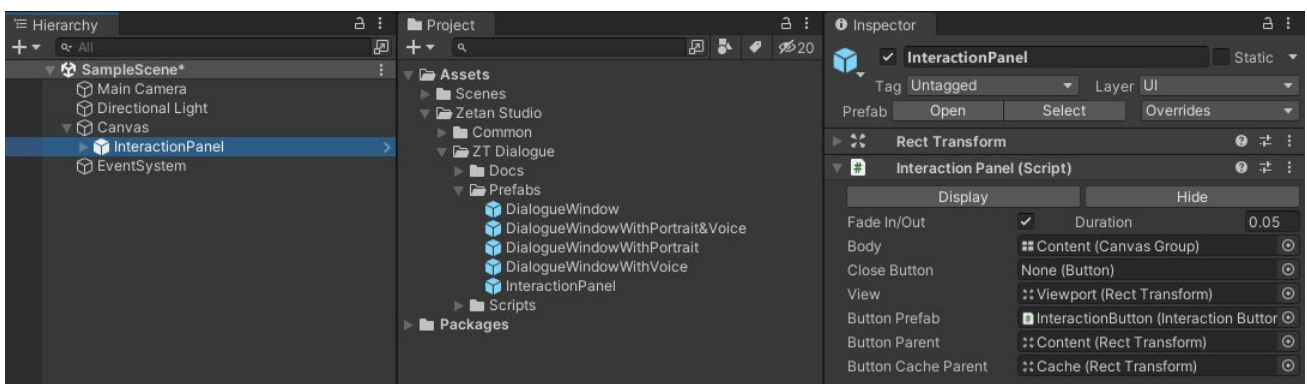 Hierarchy
All
SampleScene*
Main Camera
Directional Light
Canvas
InteractionPanel
EventSystem
Project
20
Assets
Scenes
Zetan Studio
Common
ZT Dialogue
Docs
Prefabs
DialogueWindow
DialogueWindowWithPortrait&Voice
DialogueWindowWithPortrait
DialogueWindowWithVoice
InteractionPanel
Scripts
Packages
Inspector
InteractionPanel Static
Tag Untagged Layer UI
Prefab Open Select Overrides
Rect Transform
# Interaction Panel (Script)
Display Hide
Fade In/Out Duration 0.05
Body Content (Canvas Group)
Close Button None (Button)
View Viewport (Rect Transform)
Button Prefab # InteractionButton (Interaction Button
Button Parent Content (Rect Transform)
Button Cache Parent Cache (Rect Transform)